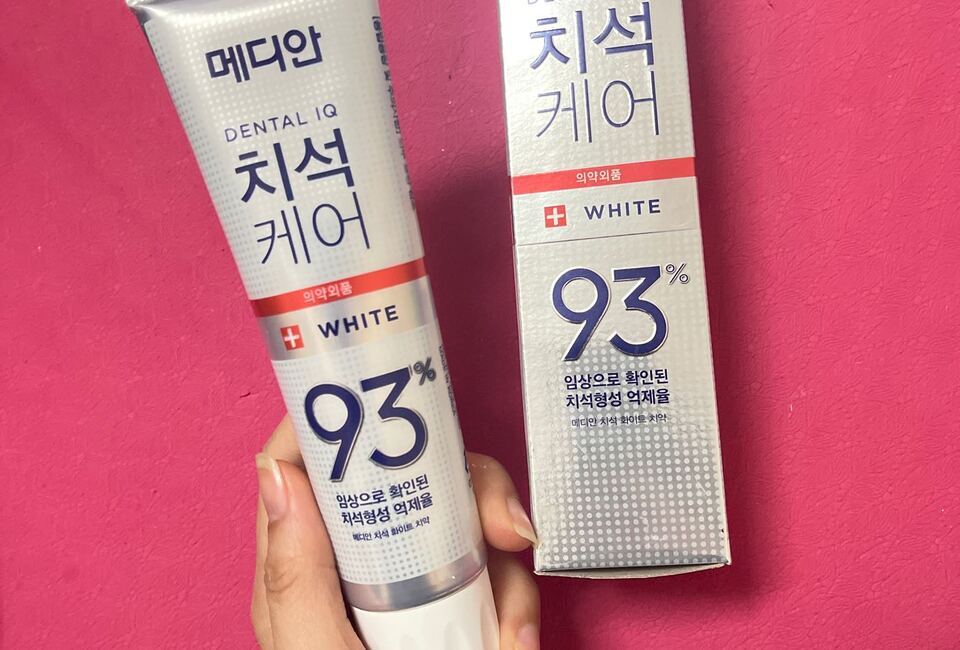 메디안
DENTAL IQ
치석
케어
의약외품
WHITE
93%
임상으로 확인된
치석형성 억제율
메디안 치석 화이트 치약
치석
케어
의약외품
WHITE
93%
임상으로 확인된
치석형성 억제율
메디안 치석 화이트 치약